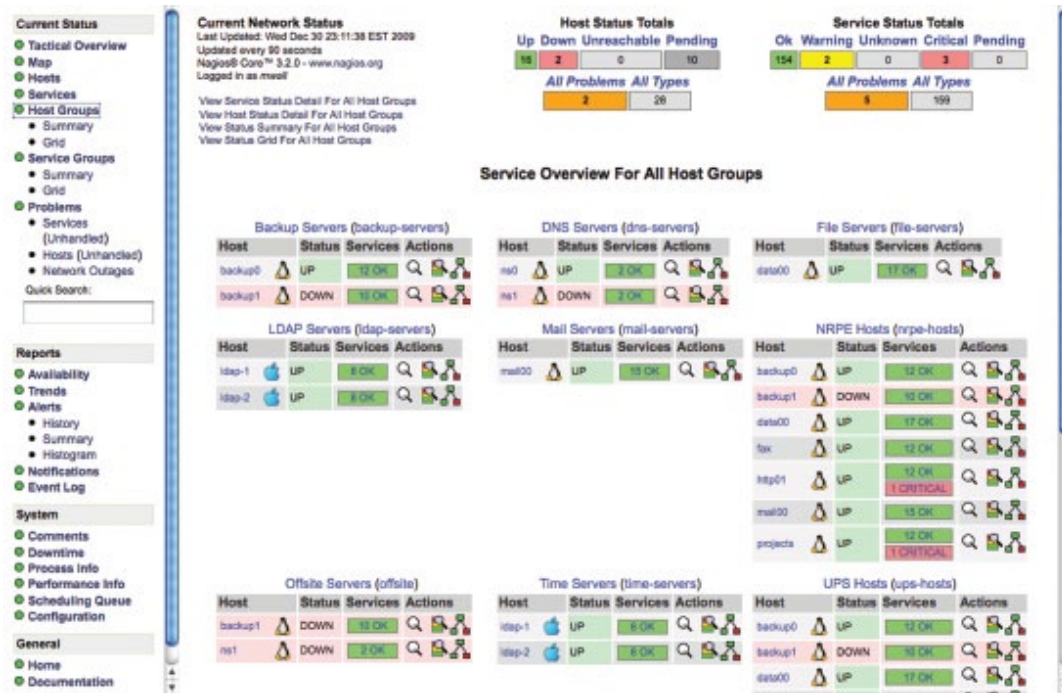 Current Status
Tactical Overview
Map
Hosts
Services
Host Groups
Summary
Grid
Service Groups
Summary
Grid
Problems
Services
(Unhandled)
Hosts (Unhandled)
Network Outages
Quick Search:
Reports
Availability
Trends
Alerts
History
Summary
Histogram
Notifications
Event Log
System
Comments
Downtime
Process Info
Performance Info
Scheduling Queue
Configuration
General
Home
Documentation
Current Network Status
Last Updated: Wed Dec 30 23:11:38 EST 2009
Updated every 90 seconds
Nagios® Core™ 3.2.0 - www.nagios.org
Logged in as
View Service Status Detail For All Host Groups
View Host Status Detail For All Host Groups
View Status Summary For All Host Groups
View Status Grid For All Host Groups
Host Status Totals
Up Down Unreachable Pending
16 2 0 10
All Problems All Types
2 28
Service Status Totals
Ok Warning Unknown Critical Pending
154 2 0 3 0
All Problems All Types
5 159
Service Overview For All Host Groups
Backup Servers (backup-servers)
Host Status Services Actions
backup0 UP 12 OK
backup1 DOWN 10 OK
DNS Servers (dns-servers)
Host Status Services Actions
ns0 UP 2 OK
ns1 DOWN 2 OK
File Servers (file-servers)
Host Status Services Actions
data00 UP 17 OK
LDAP Servers (ldap-servers)
Host Status Services Actions
ldap-1 UP 6 OK
ldap-2 UP 6 OK
Mail Servers (mail-servers)
Host Status Services Actions
mail00 UP 15 OK
NRPE Hosts (nrpe-hosts)
Host Status Services Actions
backup0 UP 12 OK
backup1 DOWN 10 OK
data00 UP 17 OK
fax UP 12 OK
http01 UP 12 OK
1 CRITICAL
mail00 UP 15 OK
projects UP 12 OK
1 CRITICAL
Offsite Servers (offsite)
Host Status Services Actions
backup1 DOWN 10 OK
ns1 DOWN 2 OK
Time Servers (time-servers)
Host Status Services Actions
ldap-1 UP 6 OK
ldap-2 UP 6 OK
UPS Hosts (ups-hosts)
Host Status Services Actions
backup0 UP 12 OK
backup1 DOWN 10 OK
data00 UP 17 OK